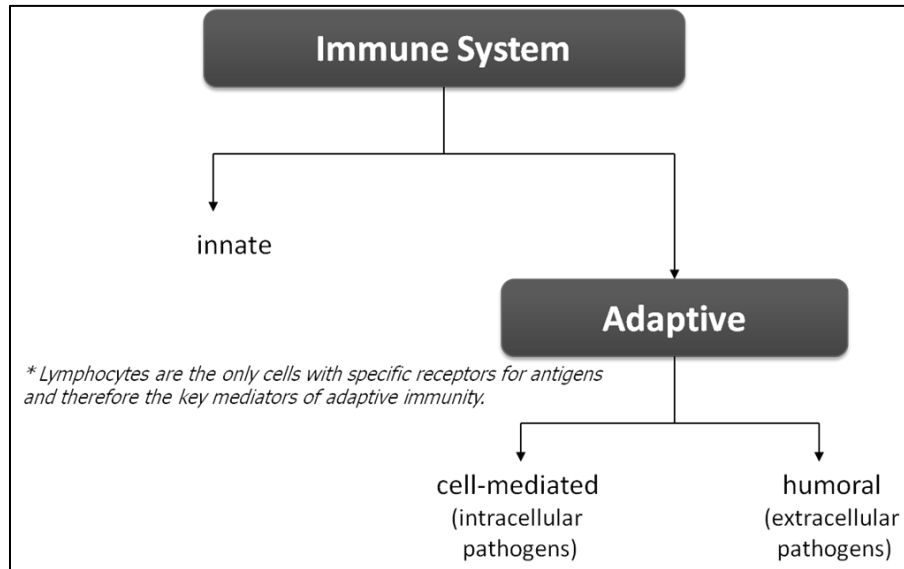 Immune System
innate
Adaptive
* Lymphocytes are the only cells with specific receptors for antigens
and therefore the key mediators of adaptive immunity.
cell-mediated
(intracellular
pathogens)
humoral
(extracellular
pathogens)